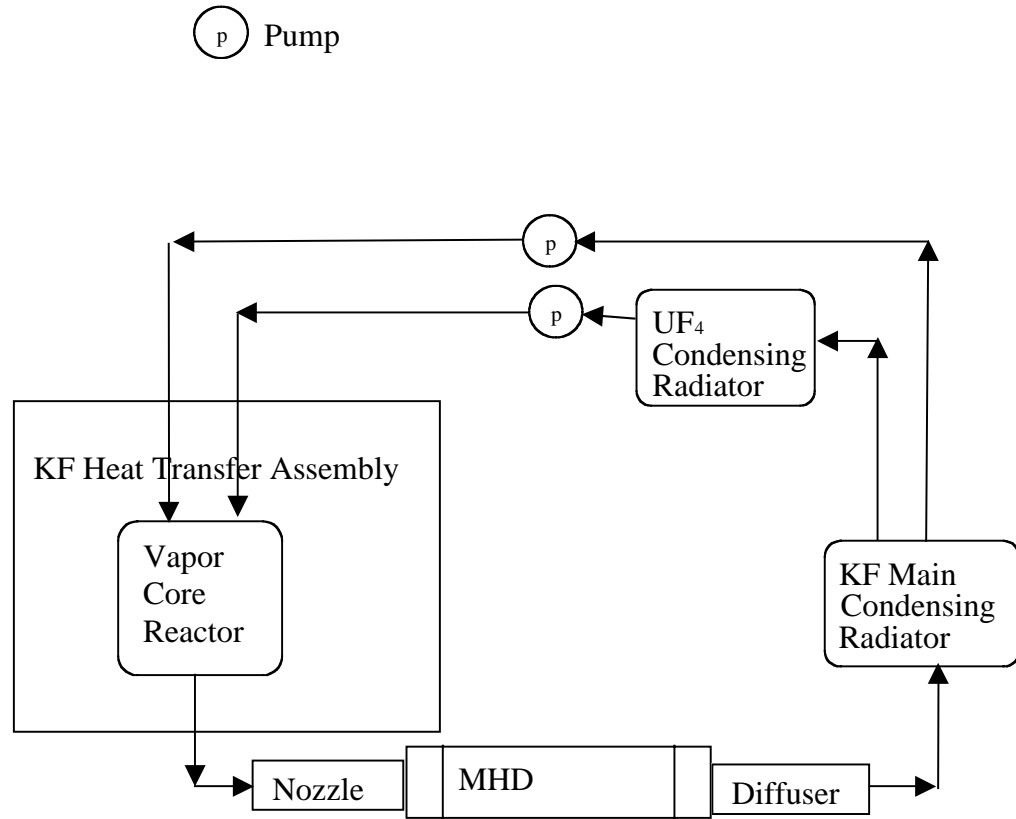 p Pump
p
p
UF₄
Condensing
Radiator
KF Heat Transfer Assembly
Vapor
Core
Reactor
KF Main
Condensing
Radiator
Nozzle
MHD
Diffuser